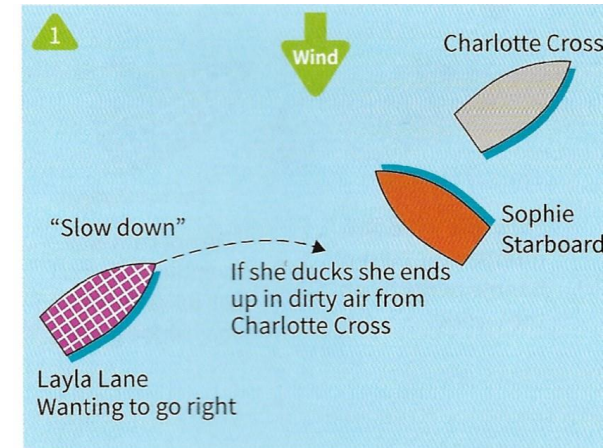 1
Wind
Charlotte Cross
Sophie
Starboard
"Slow down"
If she ducks she ends
up in dirty air from
Charlotte Cross
Layla Lane
Wanting to go right